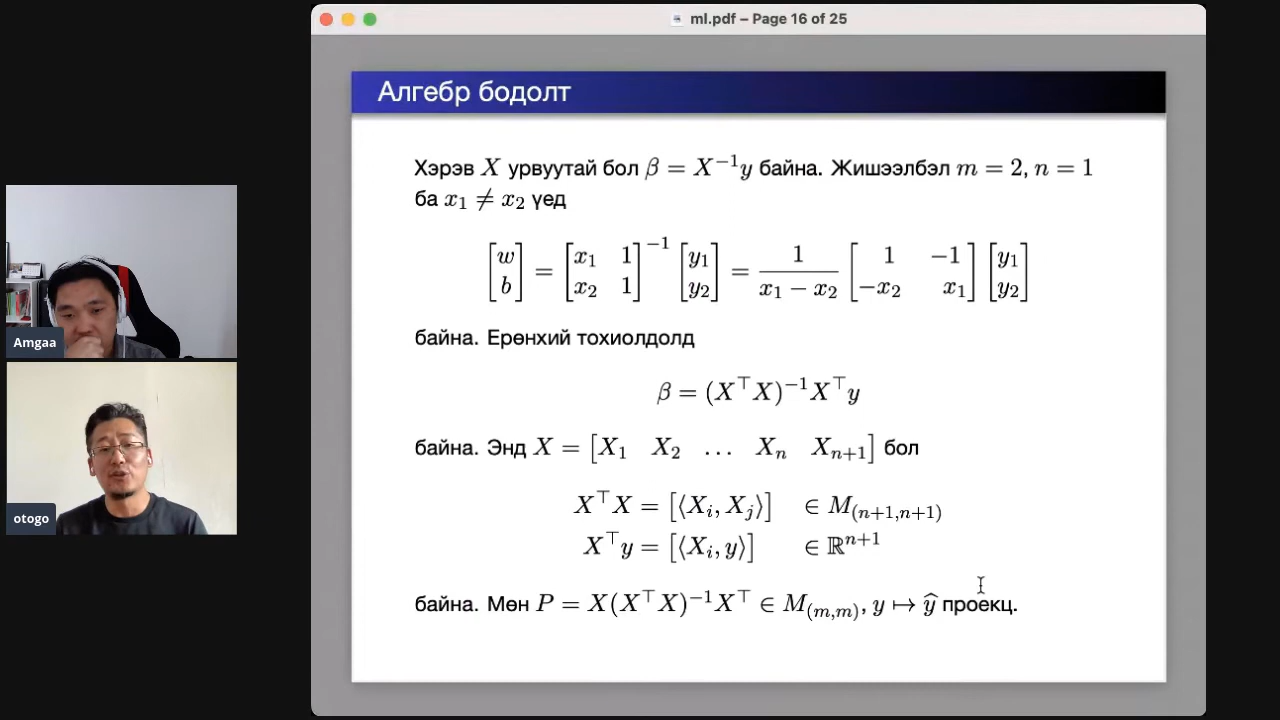 ml.pdf – Page 16 of 25
Алгебр бодолт
Хэрэв X урвуутай бол β = X⁻¹y байна. Жишээлбэл m = 2, n = 1
ба x₁ ≠ x₂ үед
[w b] = [x₁ 1; x₂ 1]⁻¹ [y₁ y₂] = 1/(x₁ − x₂) [1 −1; −x₂ x₁] [y₁ y₂]
байна. Ерөнхий тохиолдолд
β = (X⊤X)⁻¹X⊤y
байна. Энд X = [X₁ X₂ … Xₙ Xₙ₊₁] бол
X⊤X = [⟨Xᵢ, Xⱼ⟩] ∈ M₍ₙ₊₁,ₙ₊₁₎
X⊤y = [⟨Xᵢ, y⟩] ∈ ℝⁿ⁺¹
байна. Мөн P = X(X⊤X)⁻¹X⊤ ∈ M₍ₘ,ₘ₎, y ↦ ŷ проекц.
Amgaa
otogo